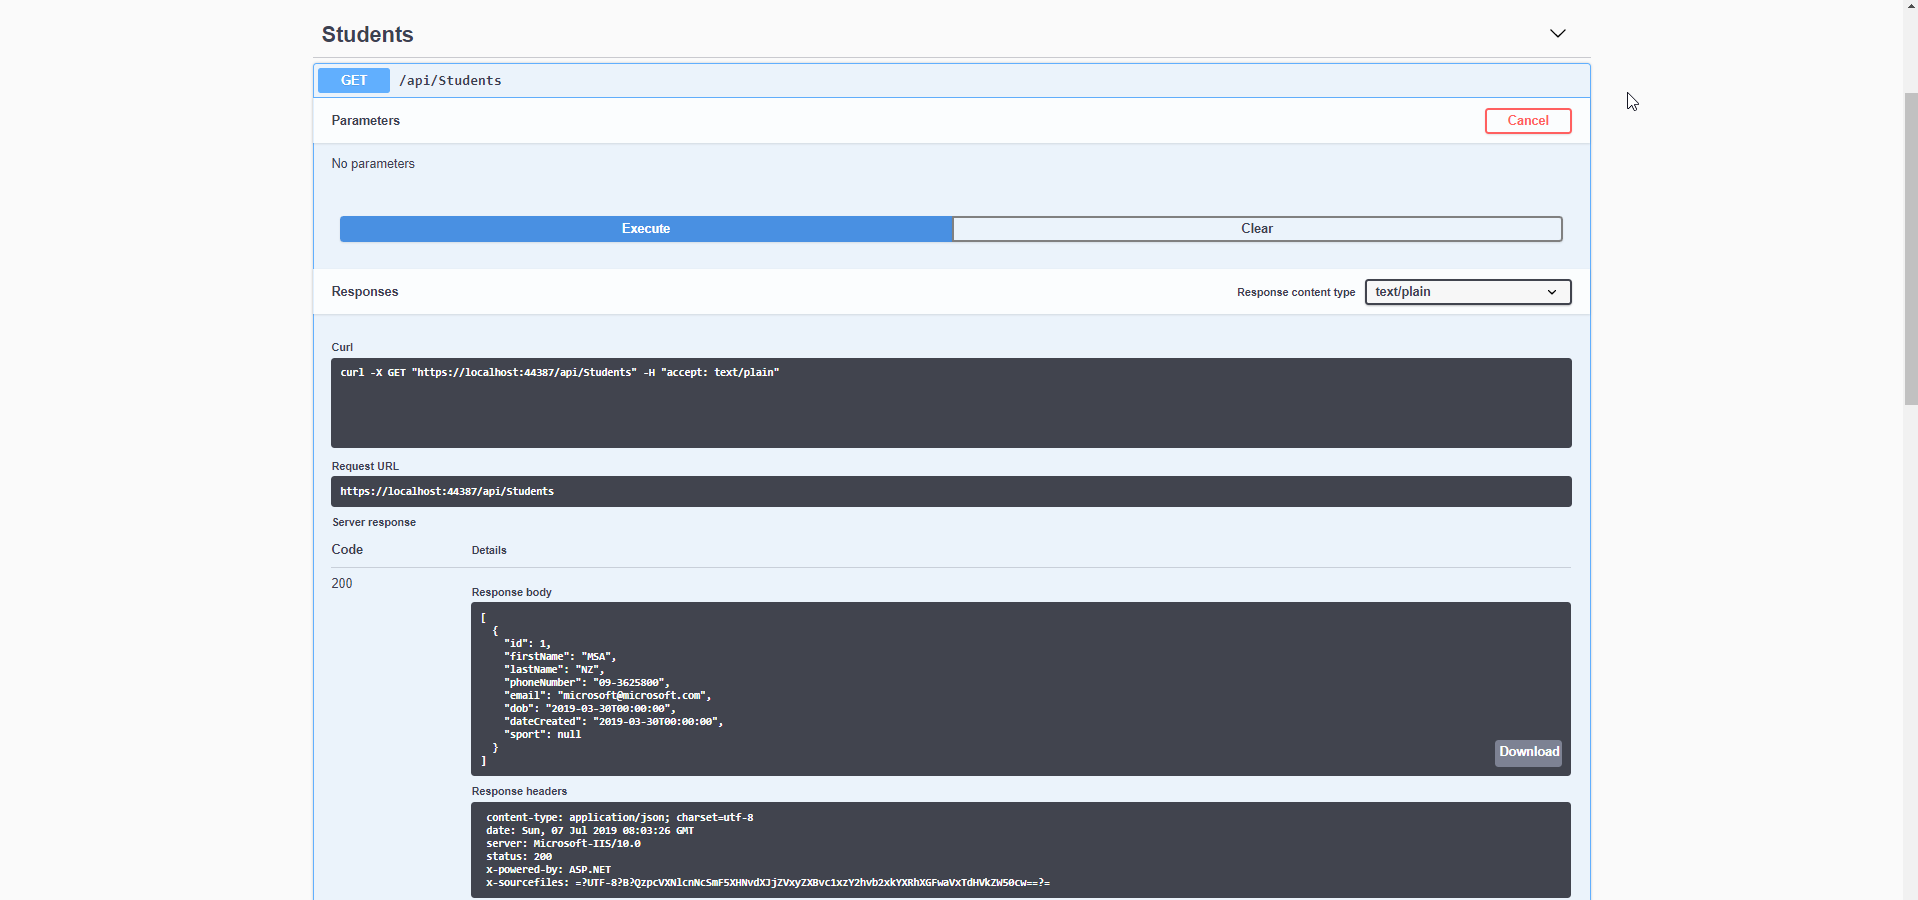 Students
GET /api/Students
Parameters Cancel
No parameters
Execute Clear
Responses Response content type text/plain
Curl
curl -X GET "https://localhost:44387/api/Students" -H "accept: text/plain"
Request URL
https://localhost:44387/api/Students
Server response
Code Details
200
Response body
[
  {
    "id": 1,
    "firstName": "MSA",
    "lastName": "NZ",
    "phoneNumber": "09-3625800",
    "email": "microsoft@microsoft.com",
    "dob": "2019-03-30T00:00:00",
    "dateCreated": "2019-03-30T00:00:00",
    "sport": null
  }
]
Download
Response headers
content-type: application/json; charset=utf-8
date: Sun, 07 Jul 2019 08:03:26 GMT
server: Microsoft-IIS/10.0
status: 200
x-powered-by: ASP.NET
x-sourcefiles: =?UTF-8?B?QzpcVXNlcnNcSmF5XHNvdXJjZVxyZXBvc1xzY2hvb2xkYXRhXGFwaVxTdHVkZW50cw==?=